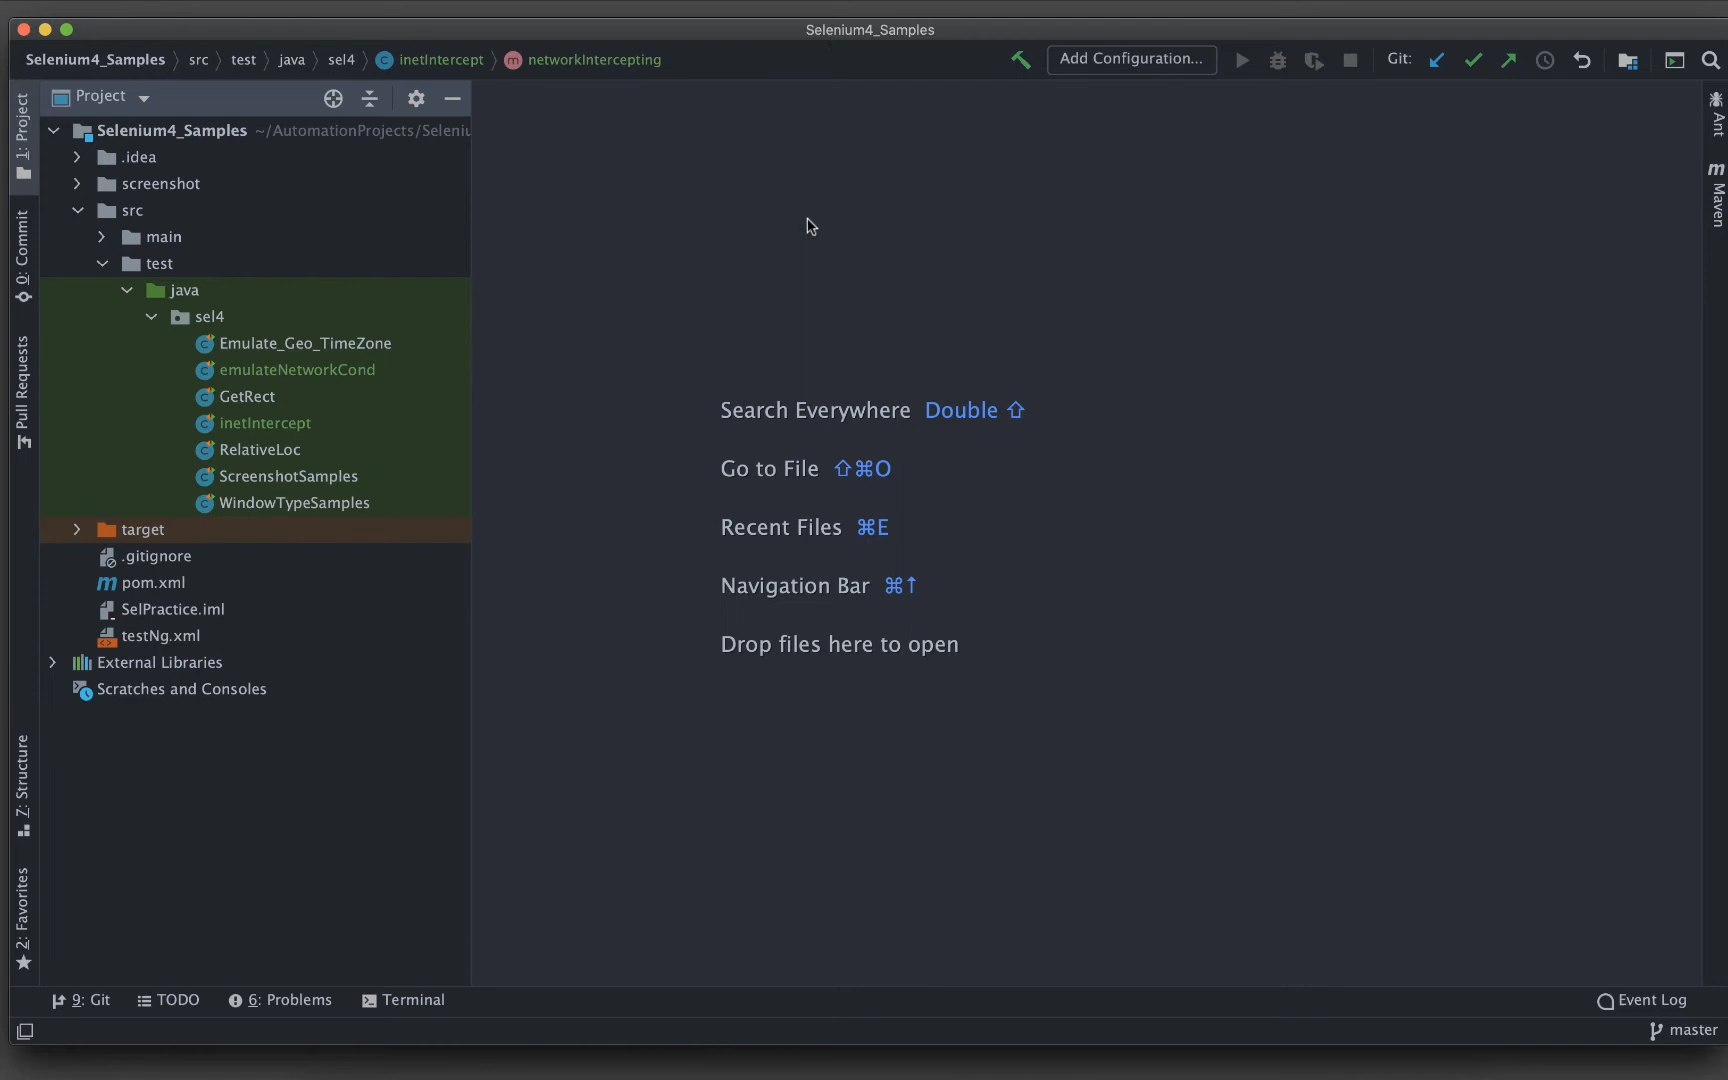 Selenium4_Samples
Selenium4_Samples src test java sel4 inetIntercept networkIntercepting Add Configuration... Git:
Project
Selenium4_Samples ~/AutomationProjects/Seleniu
.idea
screenshot
src
main
test
java
sel4
Emulate_Geo_TimeZone
emulateNetworkCond
GetRect
inetIntercept
RelativeLoc
ScreenshotSamples
WindowTypeSamples
target
.gitignore
pom.xml
SelPractice.iml
testNg.xml
External Libraries
Scratches and Consoles
1: Project
0: Commit
Pull Requests
7: Structure
2: Favorites
Search Everywhere Double ⇧
Go to File ⇧⌘O
Recent Files ⌘E
Navigation Bar ⌘↑
Drop files here to open
Ant
Maven
9: Git TODO 6: Problems Terminal Event Log
master